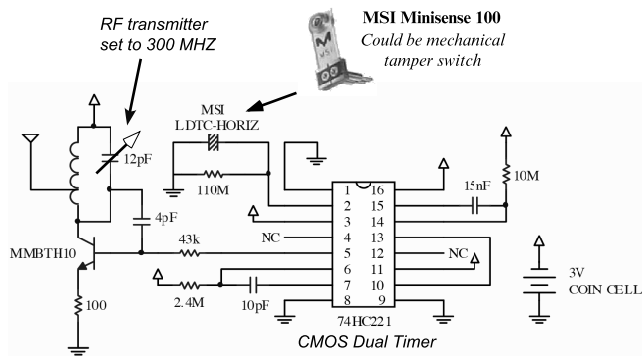 RF transmitter
set to 300 MHZ
MSI Minisense 100
Could be mechanical
tamper switch
MSI
LDTC-HORIZ
12pF
110M
15nF
10M
4pF
MMBTH10
43k
NC
NC
2.4M
10pF
100
1 16
2 15
3 14
4 13
5 12
6 11
7 10
8 9
74HC221
3V
COIN CELL
CMOS Dual Timer